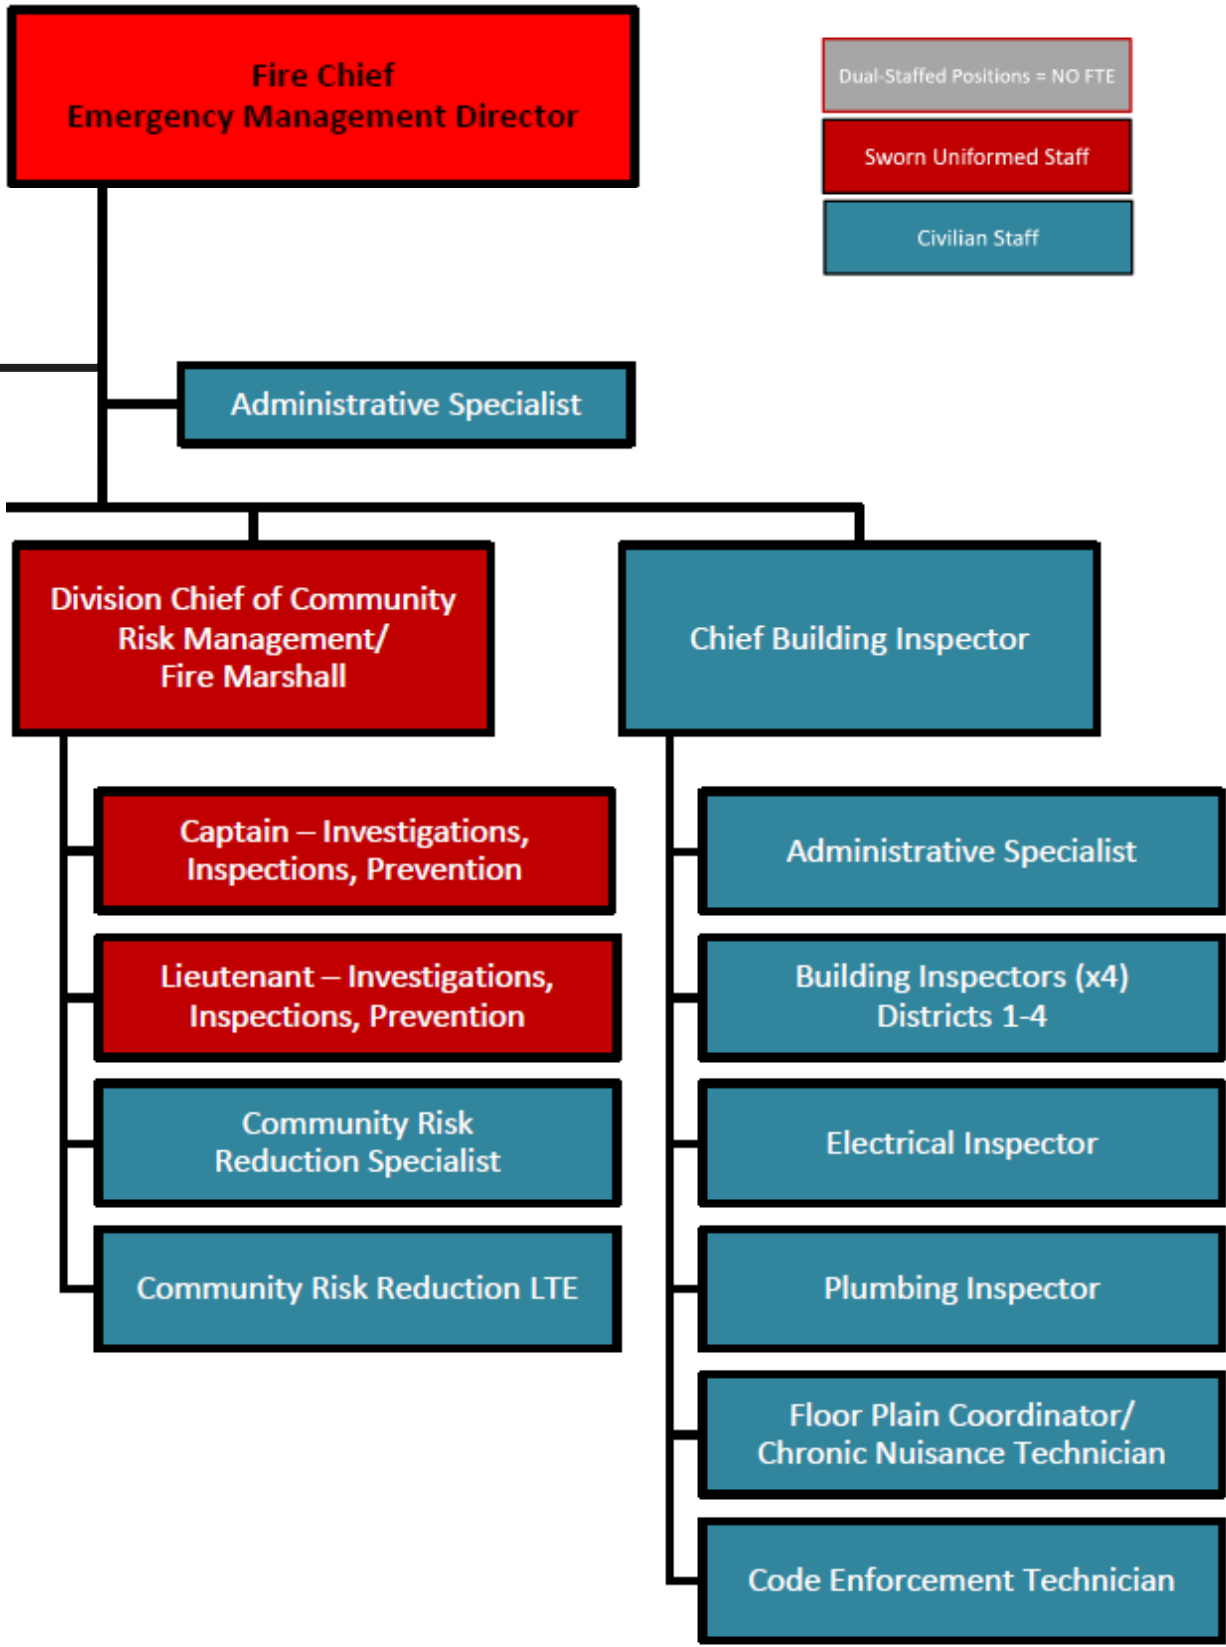 Fire Chief
Emergency Management Director
Dual-Staffed Positions = NO FTE
Sworn Uniformed Staff
Civilian Staff
Administrative Specialist
Division Chief of Community
Risk Management/
Fire Marshall
Chief Building Inspector
Captain – Investigations,
Inspections, Prevention
Lieutenant – Investigations,
Inspections, Prevention
Community Risk
Reduction Specialist
Community Risk Reduction LTE
Administrative Specialist
Building Inspectors (x4)
Districts 1-4
Electrical Inspector
Plumbing Inspector
Floor Plain Coordinator/
Chronic Nuisance Technician
Code Enforcement Technician